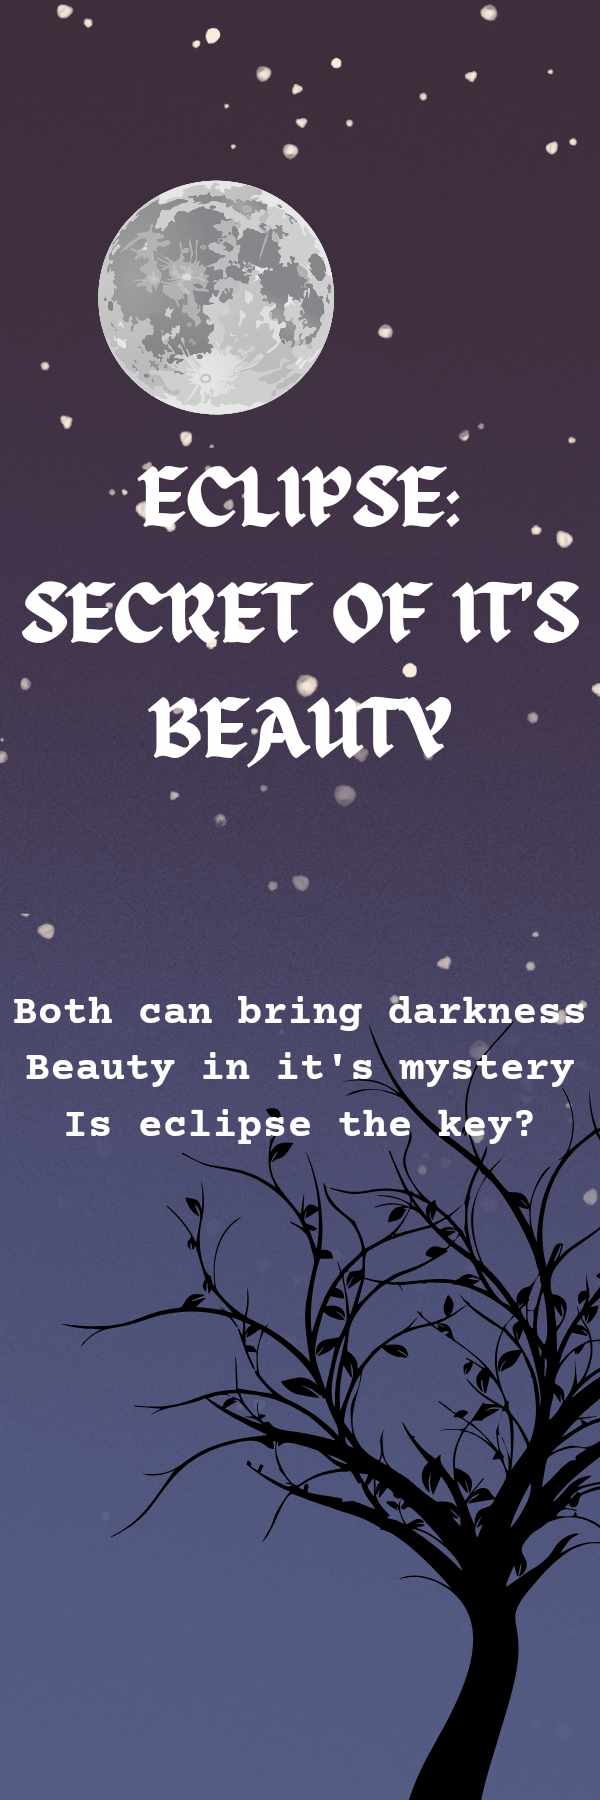 ECLIPSE:
SECRET OF IT'S
BEAUTY
Both can bring darkness
Beauty in it's mystery
Is eclipse the key?